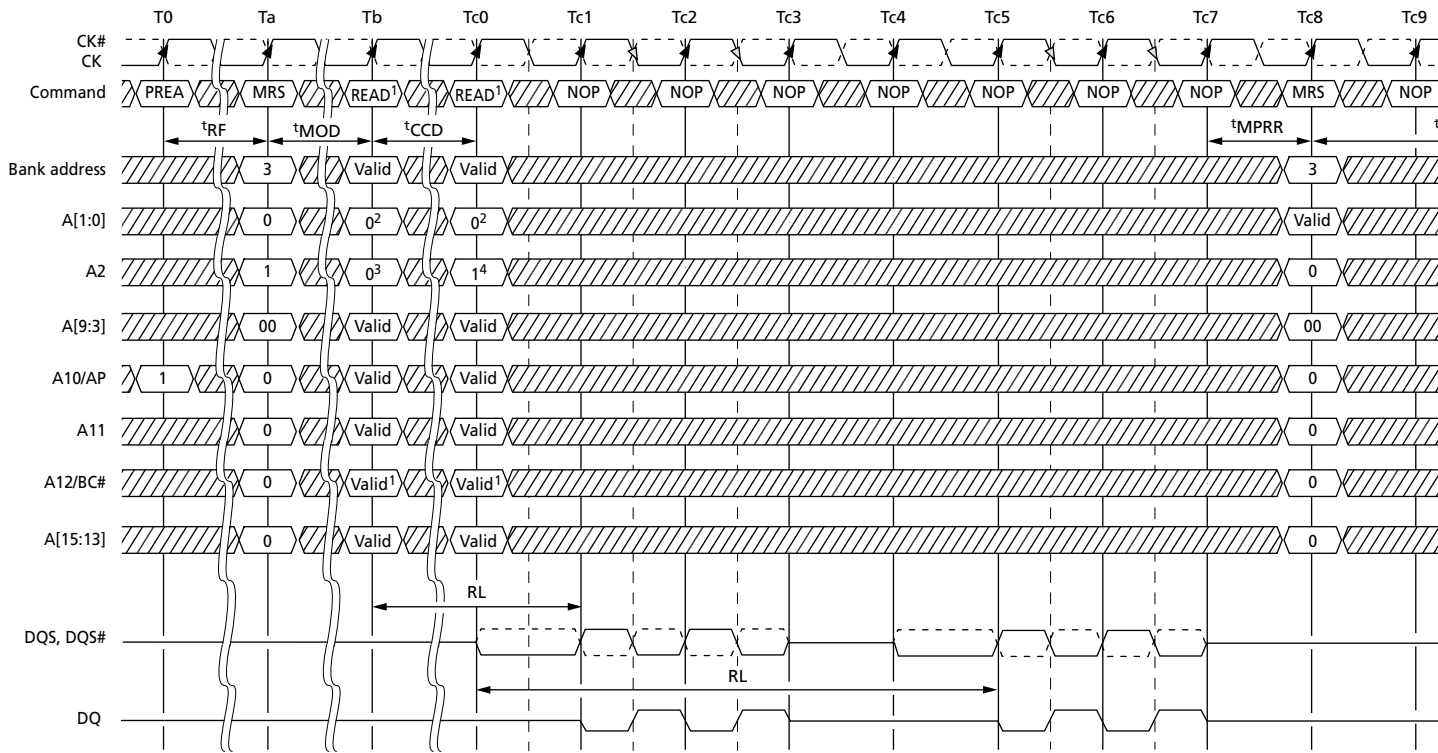 T0 Ta Tb Tc0 Tc1 Tc2 Tc3 Tc4 Tc5 Tc6 Tc7 Tc8 Tc9
CK#
CK
Command PREA MRS READ1 READ1 NOP NOP NOP NOP NOP NOP NOP MRS NOP
tRF tMOD tCCD tMPRR t
Bank address 3 Valid Valid 3
A[1:0] 0 02 02 Valid
A2 1 03 14 0
A[9:3] 00 Valid Valid 00
A10/AP 1 0 Valid Valid 0
A11 0 Valid Valid 0
A12/BC# 0 Valid1 Valid1 0
A[15:13] 0 Valid Valid 0
RL
DQS, DQS#
RL
DQ